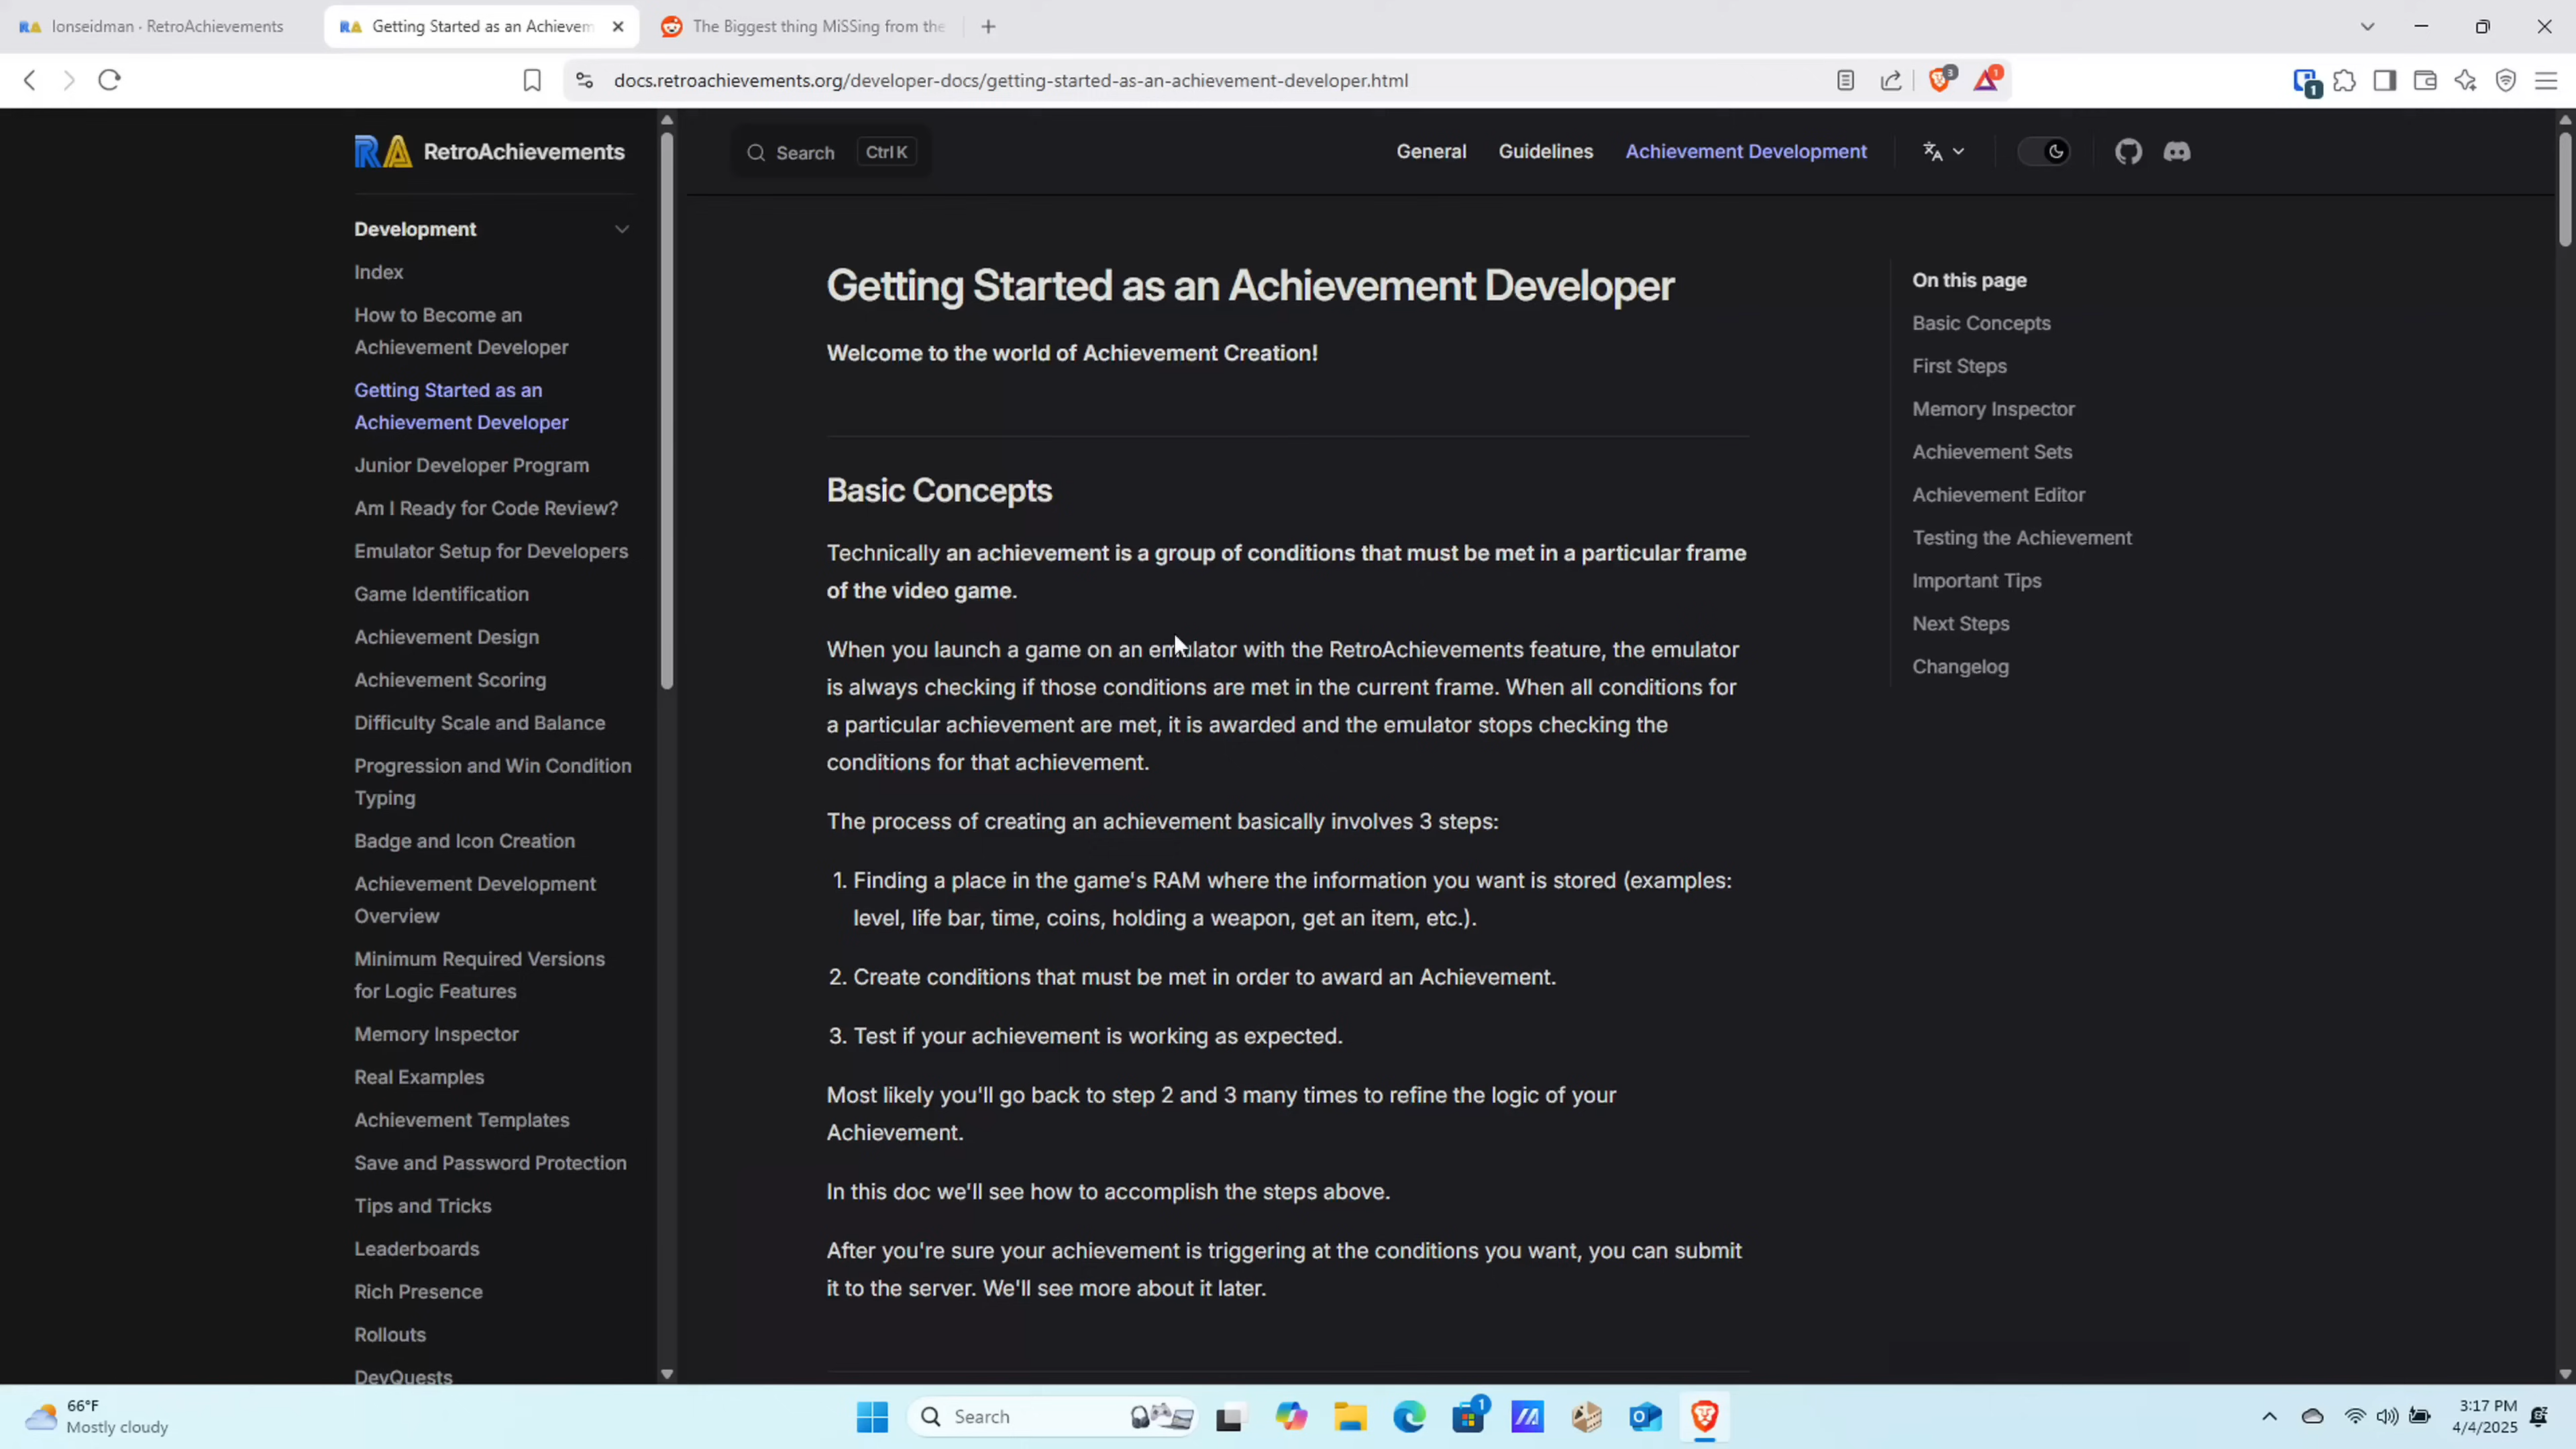 lonseidman · RetroAchievements
Getting Started as an Achievem
The Biggest thing MiSSing from the
docs.retroachievements.org/developer-docs/getting-started-as-an-achievement-developer.html
3
1
1
RA RetroAchievements
Search
Ctrl K
General
Guidelines
Achievement Development
Development
Index
How to Become an
Achievement Developer
Getting Started as an
Achievement Developer
Junior Developer Program
Am I Ready for Code Review?
Emulator Setup for Developers
Game Identification
Achievement Design
Achievement Scoring
Difficulty Scale and Balance
Progression and Win Condition
Typing
Badge and Icon Creation
Achievement Development
Overview
Minimum Required Versions
for Logic Features
Memory Inspector
Real Examples
Achievement Templates
Save and Password Protection
Tips and Tricks
Leaderboards
Rich Presence
Rollouts
DevQuests
Getting Started as an Achievement Developer
Welcome to the world of Achievement Creation!
Basic Concepts
Technically an achievement is a group of conditions that must be met in a particular frame
of the video game.
When you launch a game on an emulator with the RetroAchievements feature, the emulator
is always checking if those conditions are met in the current frame. When all conditions for
a particular achievement are met, it is awarded and the emulator stops checking the
conditions for that achievement.
The process of creating an achievement basically involves 3 steps:
1. Finding a place in the game's RAM where the information you want is stored (examples:
level, life bar, time, coins, holding a weapon, get an item, etc.).
2. Create conditions that must be met in order to award an Achievement.
3. Test if your achievement is working as expected.
Most likely you'll go back to step 2 and 3 many times to refine the logic of your
Achievement.
In this doc we'll see how to accomplish the steps above.
After you're sure your achievement is triggering at the conditions you want, you can submit
it to the server. We'll see more about it later.
On this page
Basic Concepts
First Steps
Memory Inspector
Achievement Sets
Achievement Editor
Testing the Achievement
Important Tips
Next Steps
Changelog
66°F
Mostly cloudy
Search
1
3:17 PM
4/4/2025